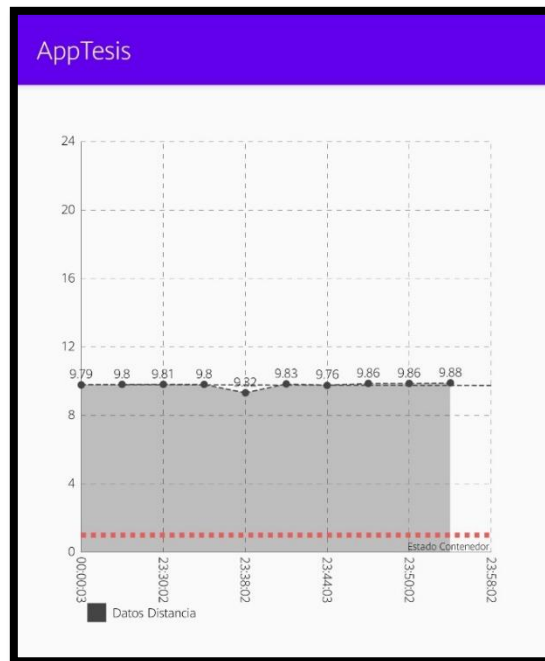 AppTesis
24
20
16
12
9.79 9.8 9.81 9.8 9.32 9.83 9.76 9.86 9.86 9.88
8
4
0
Estado Contenedor
00:00:03 23:30:02 23:38:02 23:44:03 23:50:02 23:58:02
Datos Distancia